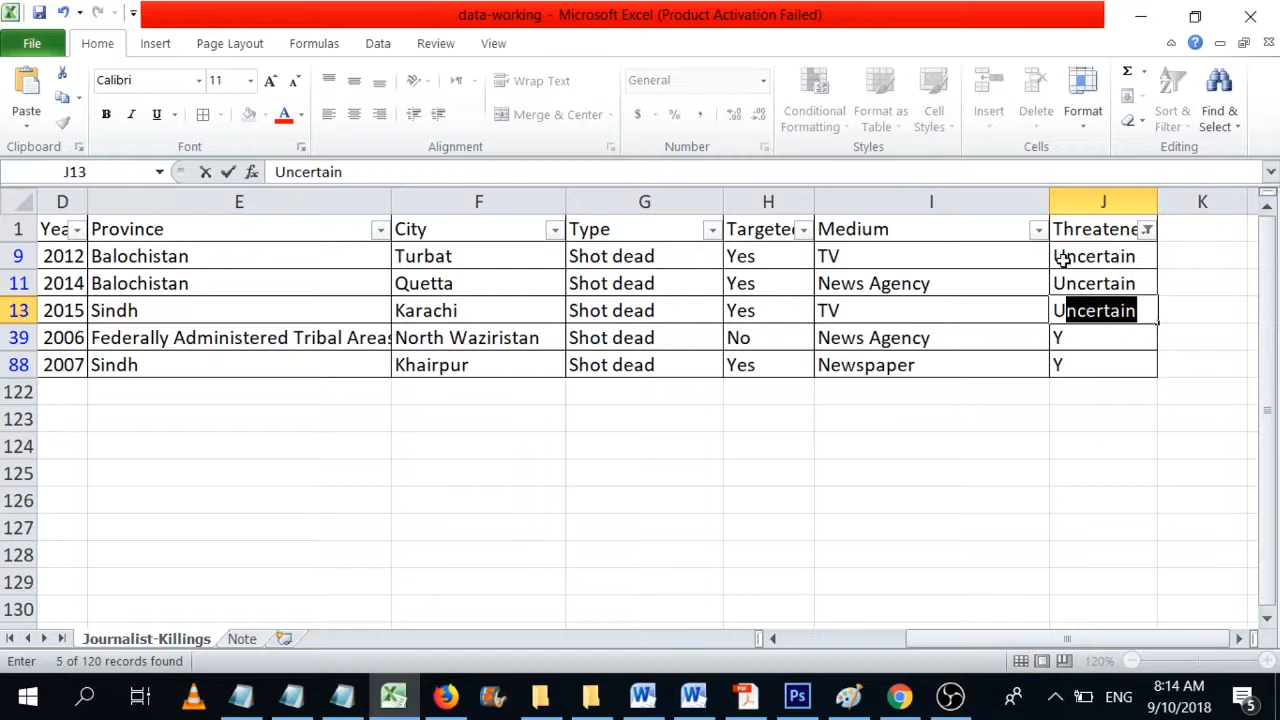 data-working - Microsoft Excel (Product Activation Failed)
File Home Insert Page Layout Formulas Data Review View
Paste
Clipboard
Calibri 11
B I U
Font
Wrap Text
Merge & Center
Alignment
General
$ % ,
Number
Conditional Formatting
Format as Table
Cell Styles
Styles
Insert Delete Format
Cells
Sort & Filter
Find & Select
Editing
J13 fx Uncertain
D E F G H I J K
1 Yea Province City Type Targeted Medium Threatene
9 2012 Balochistan Turbat Shot dead Yes TV Uncertain
11 2014 Balochistan Quetta Shot dead Yes News Agency Uncertain
13 2015 Sindh Karachi Shot dead Yes TV Uncertain
39 2006 Federally Administered Tribal Areas North Waziristan Shot dead No News Agency Y
88 2007 Sindh Khairpur Shot dead Yes Newspaper Y
122
123
124
125
126
127
128
129
130
Journalist-Killings Note
Enter 5 of 120 records found 120%
ENG 8:14 AM
9/10/2018 5